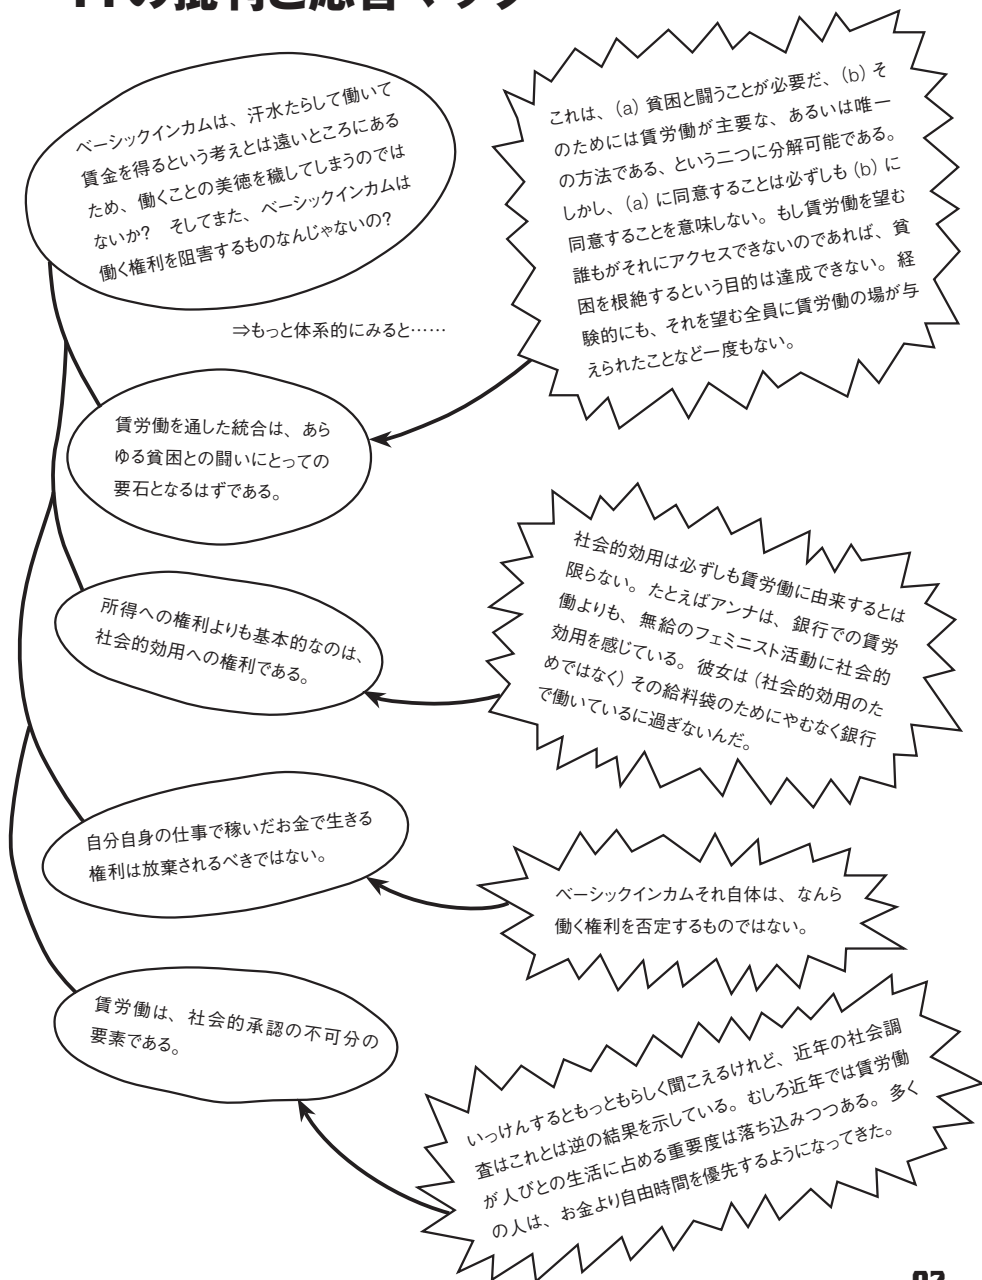 ベーシックインカムは、汗水たらして働いて
賃金を得るという考えとは遠いところにある
ため、働くことの美徳を穢してしまうのでは
ないか？　そしてまた、ベーシックインカムは
働く権利を阻害するものなんじゃないの？
これは、（a）貧困と闘うことが必要だ、（b）そ
のためには賃労働が主要な、あるいは唯一
の方法である、という二つに分解可能である。
しかし、（a）に同意することは必ずしも（b）に
同意することを意味しない。もし賃労働を望む
誰もがそれにアクセスできないのであれば、貧
困を根絶するという目的は達成できない。経
験的にも、それを望む全員に賃労働の場が与
えられたことなど一度もない。
⇒もっと体系的にみると……
賃労働を通した統合は、あら
ゆる貧困との闘いにとっての
要石となるはずである。
社会的効用は必ずしも賃労働に由来するとは
限らない。たとえばアンナは、銀行での賃労
働よりも、無給のフェミニスト活動に社会的
効用を感じている。彼女は（社会的効用のた
めではなく）その給料袋のためにやむなく銀行
で働いているに過ぎないんだ。
所得への権利よりも基本的なのは、
社会的効用への権利である。
自分自身の仕事で稼いだお金で生きる
権利は放棄されるべきではない。
ベーシックインカムそれ自体は、なんら
働く権利を否定するものではない。
賃労働は、社会的承認の不可分の
要素である。
いっけんするともっともらしく聞こえるけれど、近年の社会調
査はこれとは逆の結果を示している。むしろ近年では賃労働
が人びとの生活に占める重要度は落ち込みつつある。多く
の人は、お金より自由時間を優先するようになってきた。